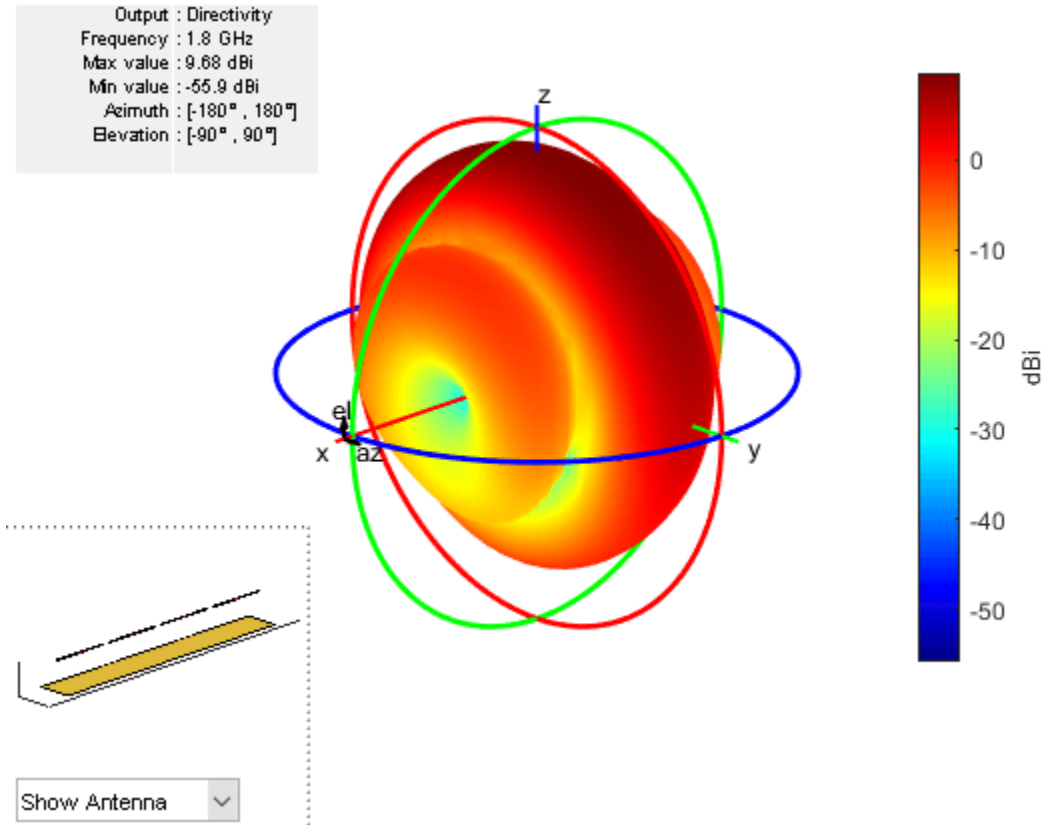 Output : Directivity
Frequency : 1.8 GHz
Max value : 9.68 dBi
Min value : -55.9 dBi
Azimuth : [-180° , 180°]
Elevation : [-90° , 90°]
z
x
el
az
y
0
-10
-20
-30
-40
-50
dBi
Show Antenna